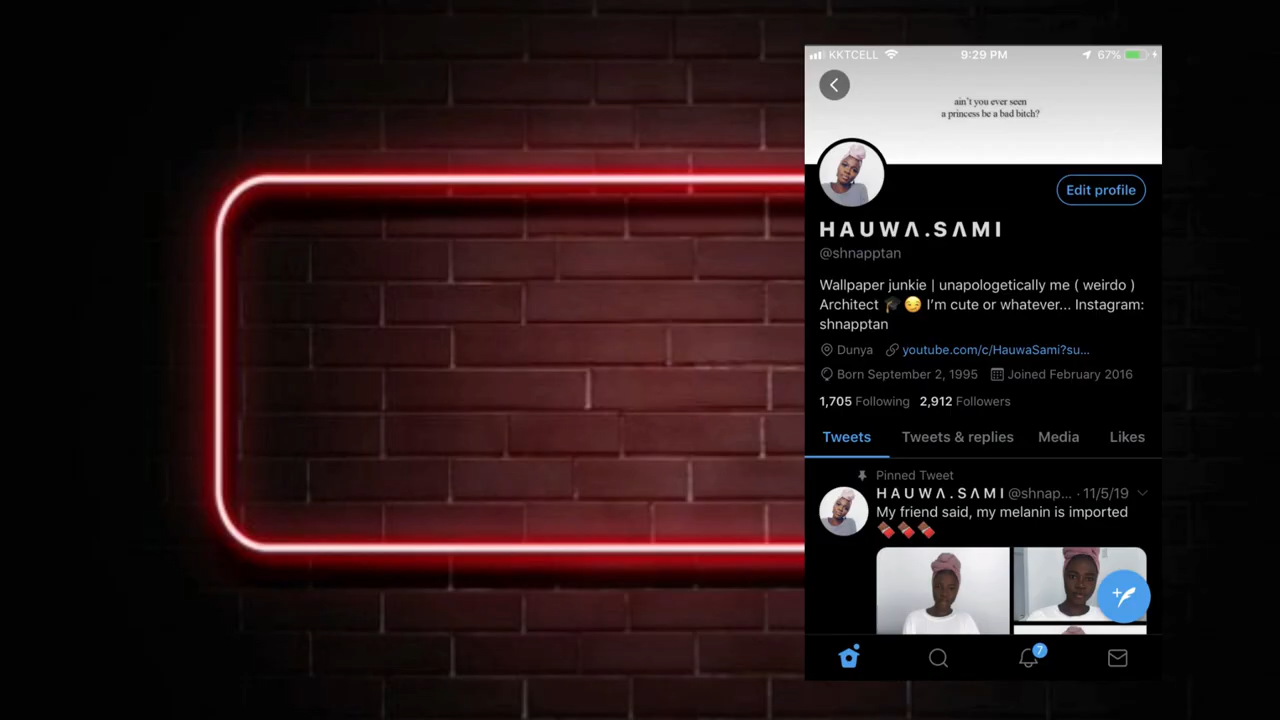 KKTCELL 9:29 PM 67%
ain't you ever seen
a princess be a bad bitch?
Edit profile
H A U W Λ . S Λ M I
@shnapptan
Wallpaper junkie | unapologetically me ( weirdo )
Architect 🎓😏 I'm cute or whatever... Instagram:
shnapptan
Dunya youtube.com/c/HauwaSami?su...
Born September 2, 1995 Joined February 2016
1,705 Following 2,912 Followers
Tweets Tweets & replies Media Likes
Pinned Tweet
H A U W Λ . S Λ M I @shnap... · 11/5/19
My friend said, my melanin is imported
🍫🍫🍫
7